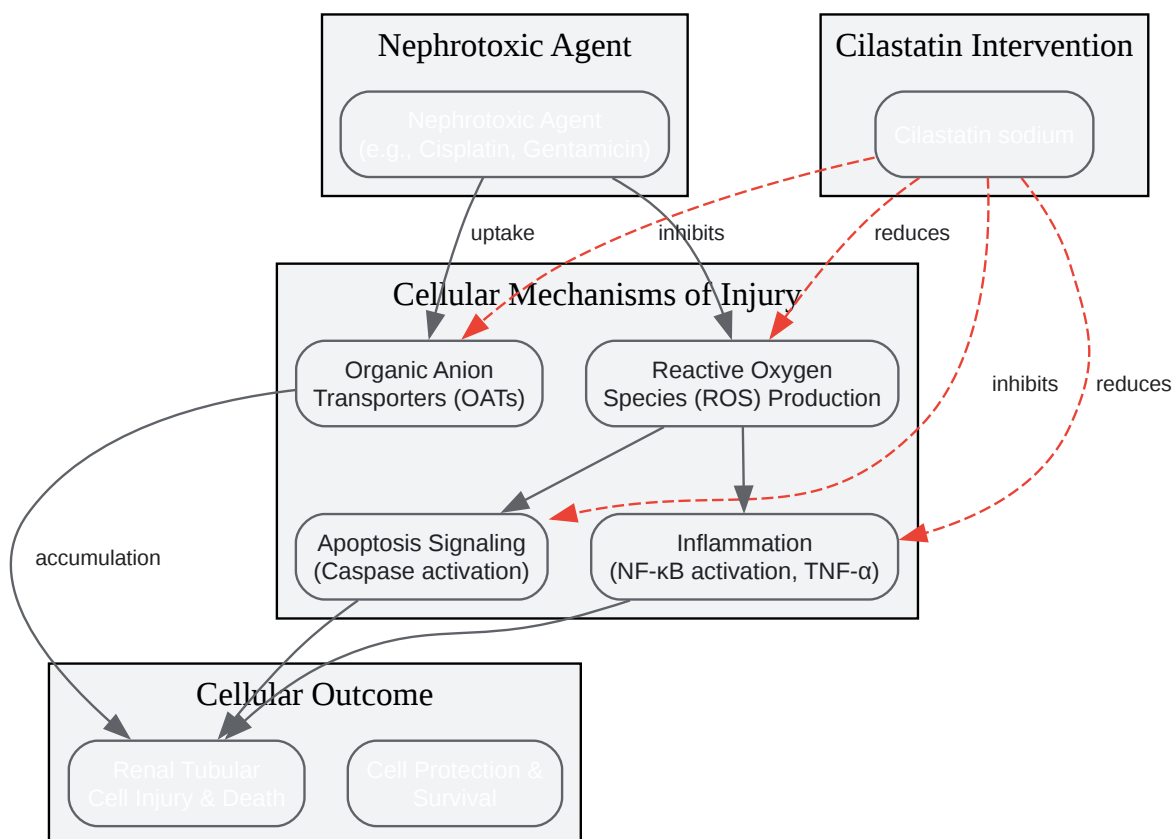 Nephrotoxic Agent
Cilastatin Intervention
Nephrotoxic Agent
(e.g., Cisplatin, Gentamicin)
Cilastatin sodium
uptake
inhibits
reduces
Cellular Mechanisms of Injury
Organic Anion
Transporters (OATs)
Reactive Oxygen
Species (ROS) Production
inhibits
reduces
Apoptosis Signaling
(Caspase activation)
Inflammation
(NF-κB activation, TNF-α)
accumulation
Cellular Outcome
Renal Tubular
Cell Injury & Death
Cell Protection &
Survival